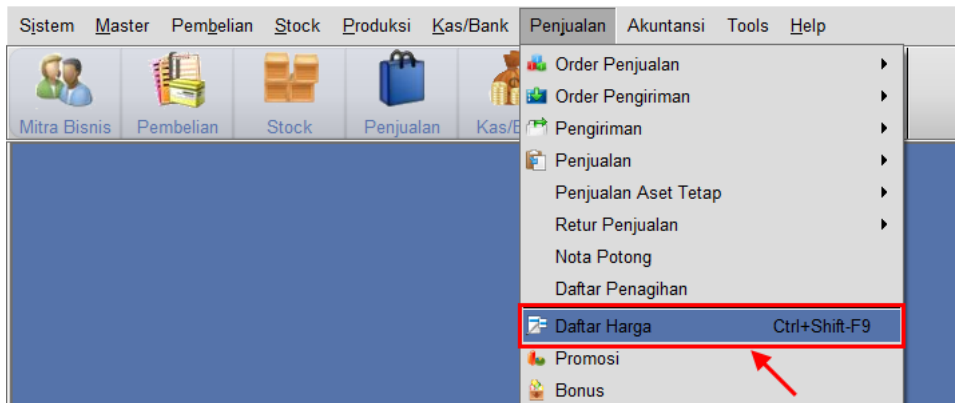 Sistem Master Pembelian Stock Produksi Kas/Bank Penjualan Akuntansi Tools Help
Mitra Bisnis Pembelian Stock Penjualan
Order Penjualan
Order Pengiriman
Pengiriman
Penjualan
Penjualan Aset Tetap
Retur Penjualan
Nota Potong
Daftar Penagihan
Daftar Harga Ctrl+Shift-F9
Promosi
Bonus